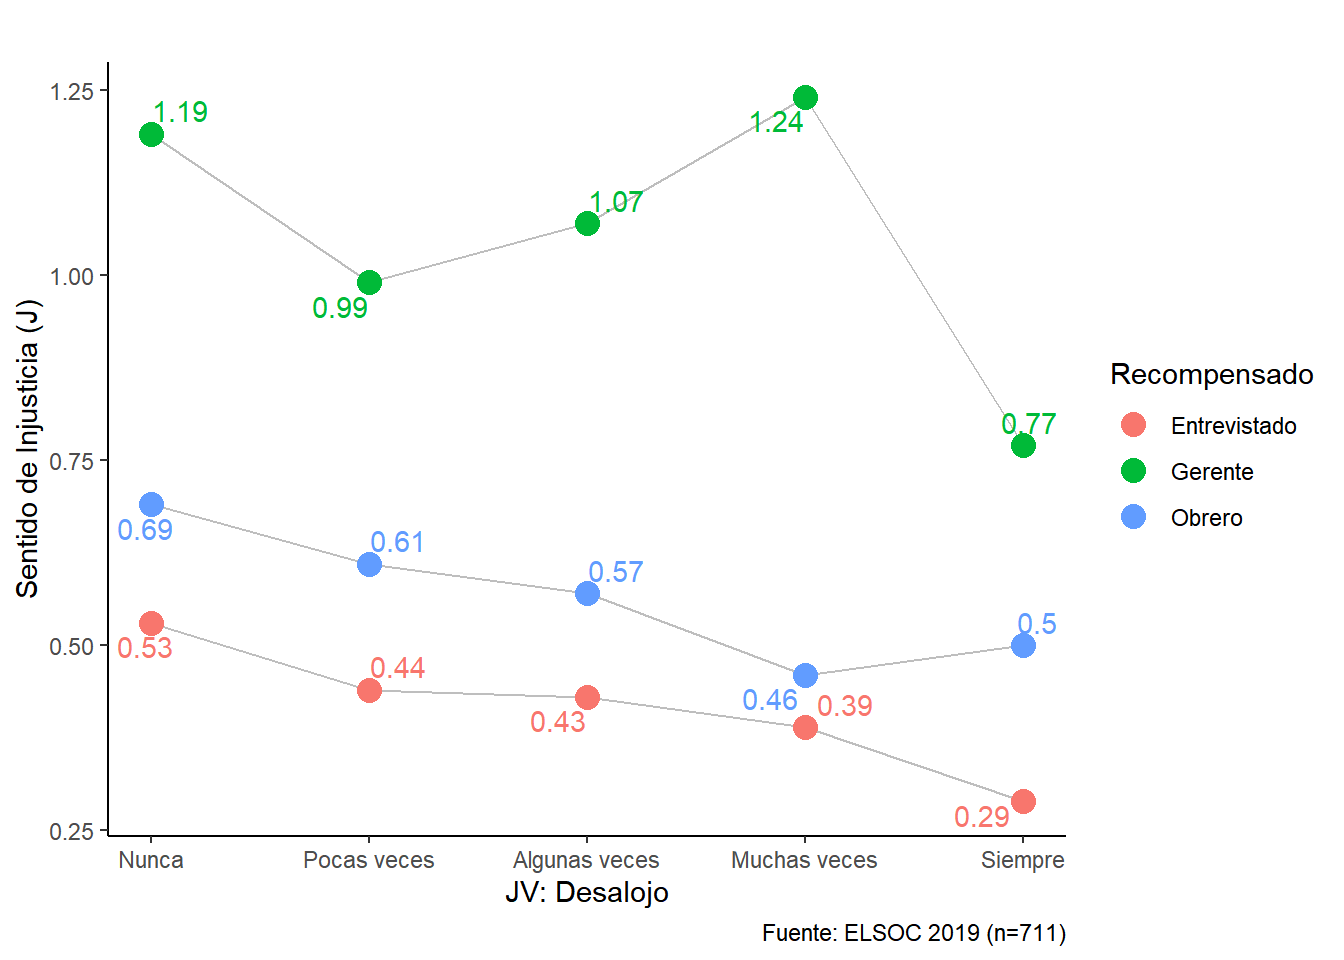 1.25
1.00
0.75
0.50
0.25
Sentido de Injusticia (J)
1.19
0.99
1.07
1.24
0.77
0.69
0.61
0.57
0.46
0.5
0.53
0.44
0.43
0.39
0.29
Nunca
Pocas veces
Algunas veces
Muchas veces
Siempre
JV: Desalojo
Fuente: ELSOC 2019 (n=711)
Recompensado
Entrevistado
Gerente
Obrero